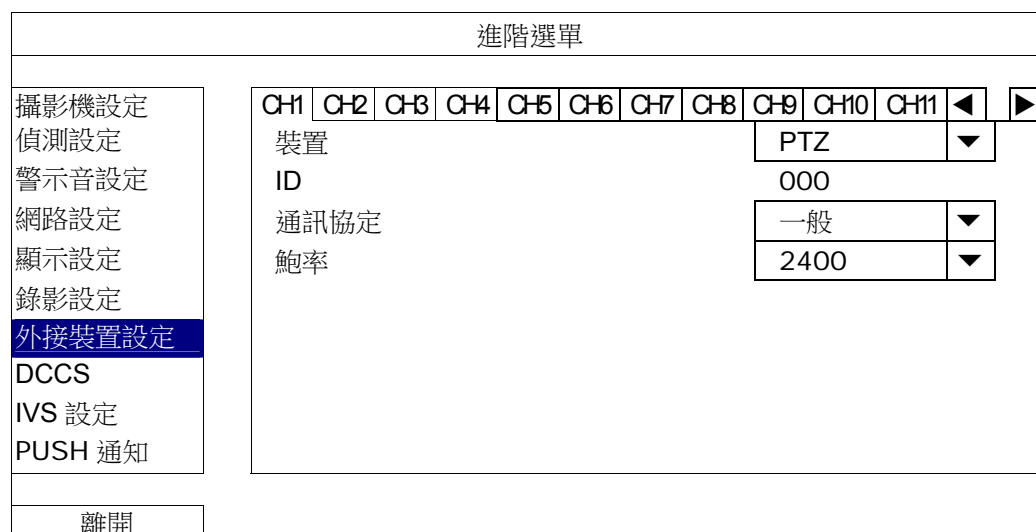 進階選單
攝影機設定
偵測設定
警示音設定
網路設定
顯示設定
錄影設定
外接裝置設定
DCCS
IVS 設定
PUSH 通知
離開
CH1 CH2 CH3 CH4 CH5 CH6 CH7 CH8 CH9 CH10 CH11 ◀ ▶
裝置 PTZ ▼
ID 000
通訊協定 一般 ▼
鮑率 2400 ▼